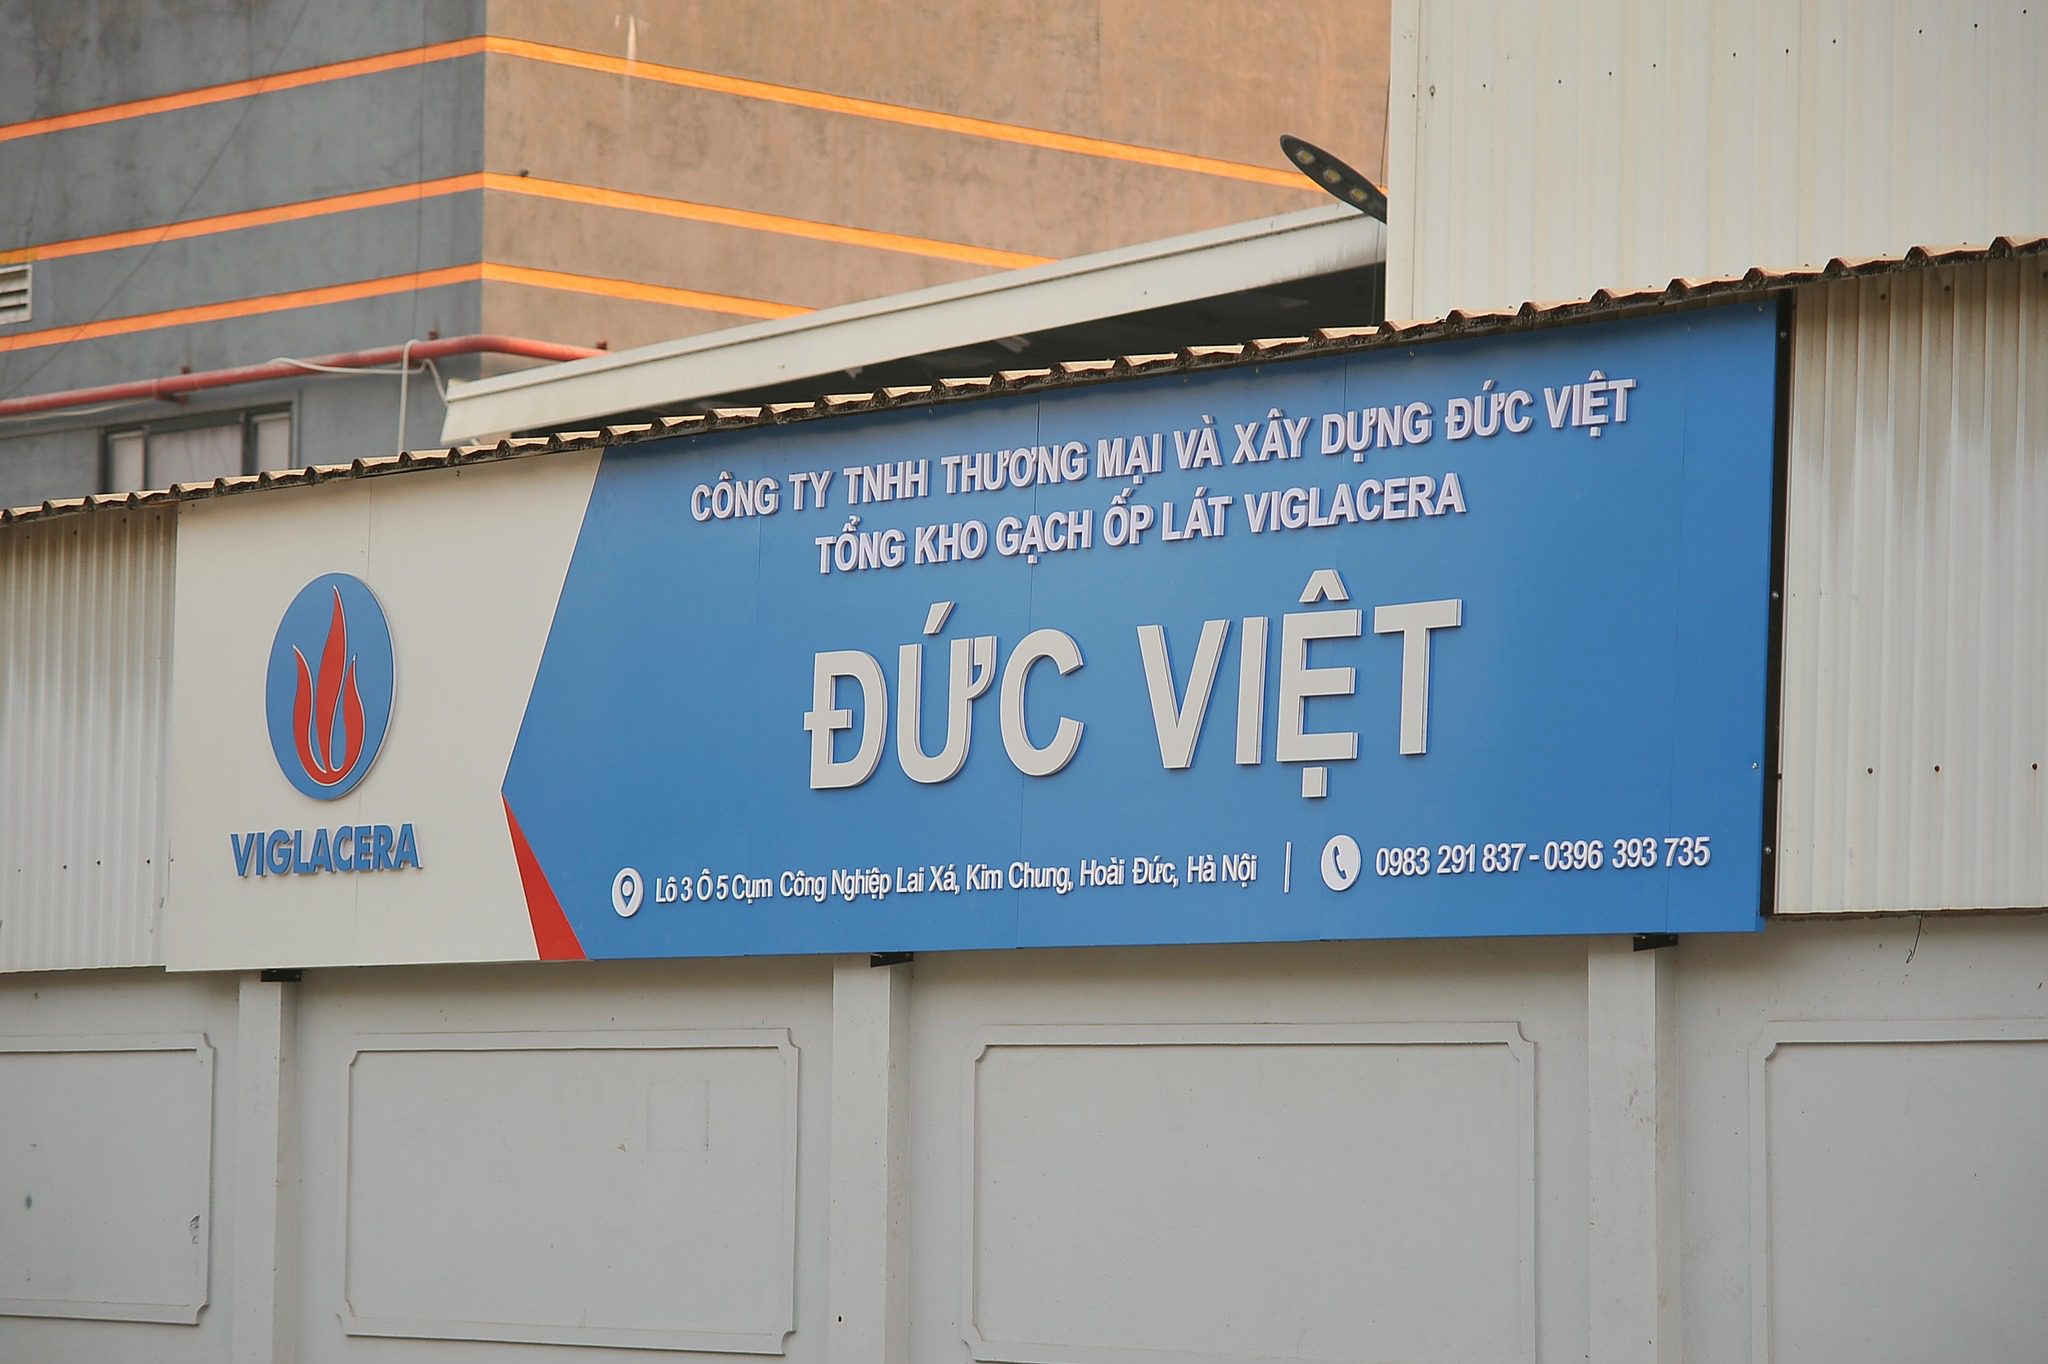 CÔNG TY TNHH THƯƠNG MẠI VÀ XÂY DỰNG ĐỨC VIỆT
TỔNG KHO GẠCH ỐP LÁT VIGLACERA
ĐỨC VIỆT
VIGLACERA
Lô 3 Ô 5 Cụm Công Nghiệp Lai Xá, Kim Chung, Hoài Đức, Hà Nội | 0983 291 837 - 0396 393 735